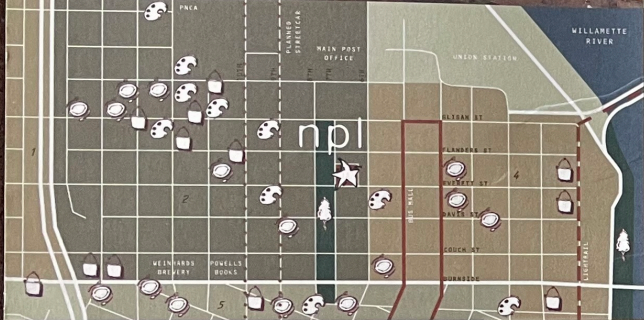 PNCA
PLANNED
STREETCAR
MAIN POST
OFFICE
UNION STATION
WILLAMETTE
RIVER
GLISAN ST
npl
FLANDERS ST
1
4
EVERETT ST
2
BUS MALL
DAVIS ST
COUCH ST
LIGHTRAIL
WEINHARDS
BREWERY
POWELLS
BOOKS
BURNSIDE
5